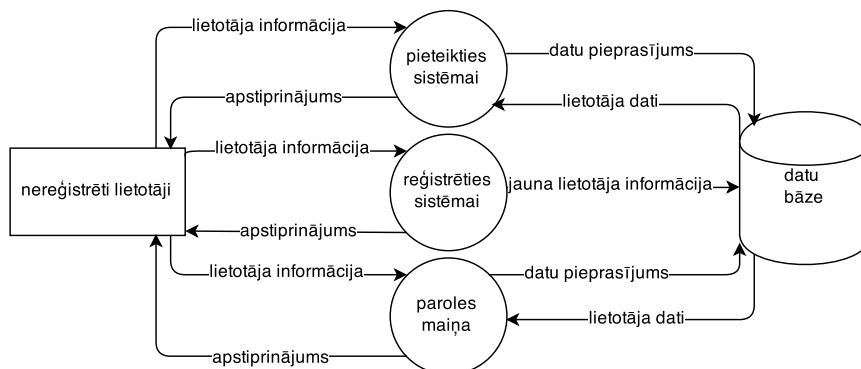 lietotāja informācija
pieteikties
sistēmai
datu pieprasījums
apstiprinājums
lietotāja dati
lietotāja informācija
nereģistrēti lietotāji
reģistrēties
sistēmai
jauna lietotāja informācija
datu
bāze
apstiprinājums
lietotāja informācija
datu pieprasījums
paroles
maiņa
lietotāja dati
apstiprinājums